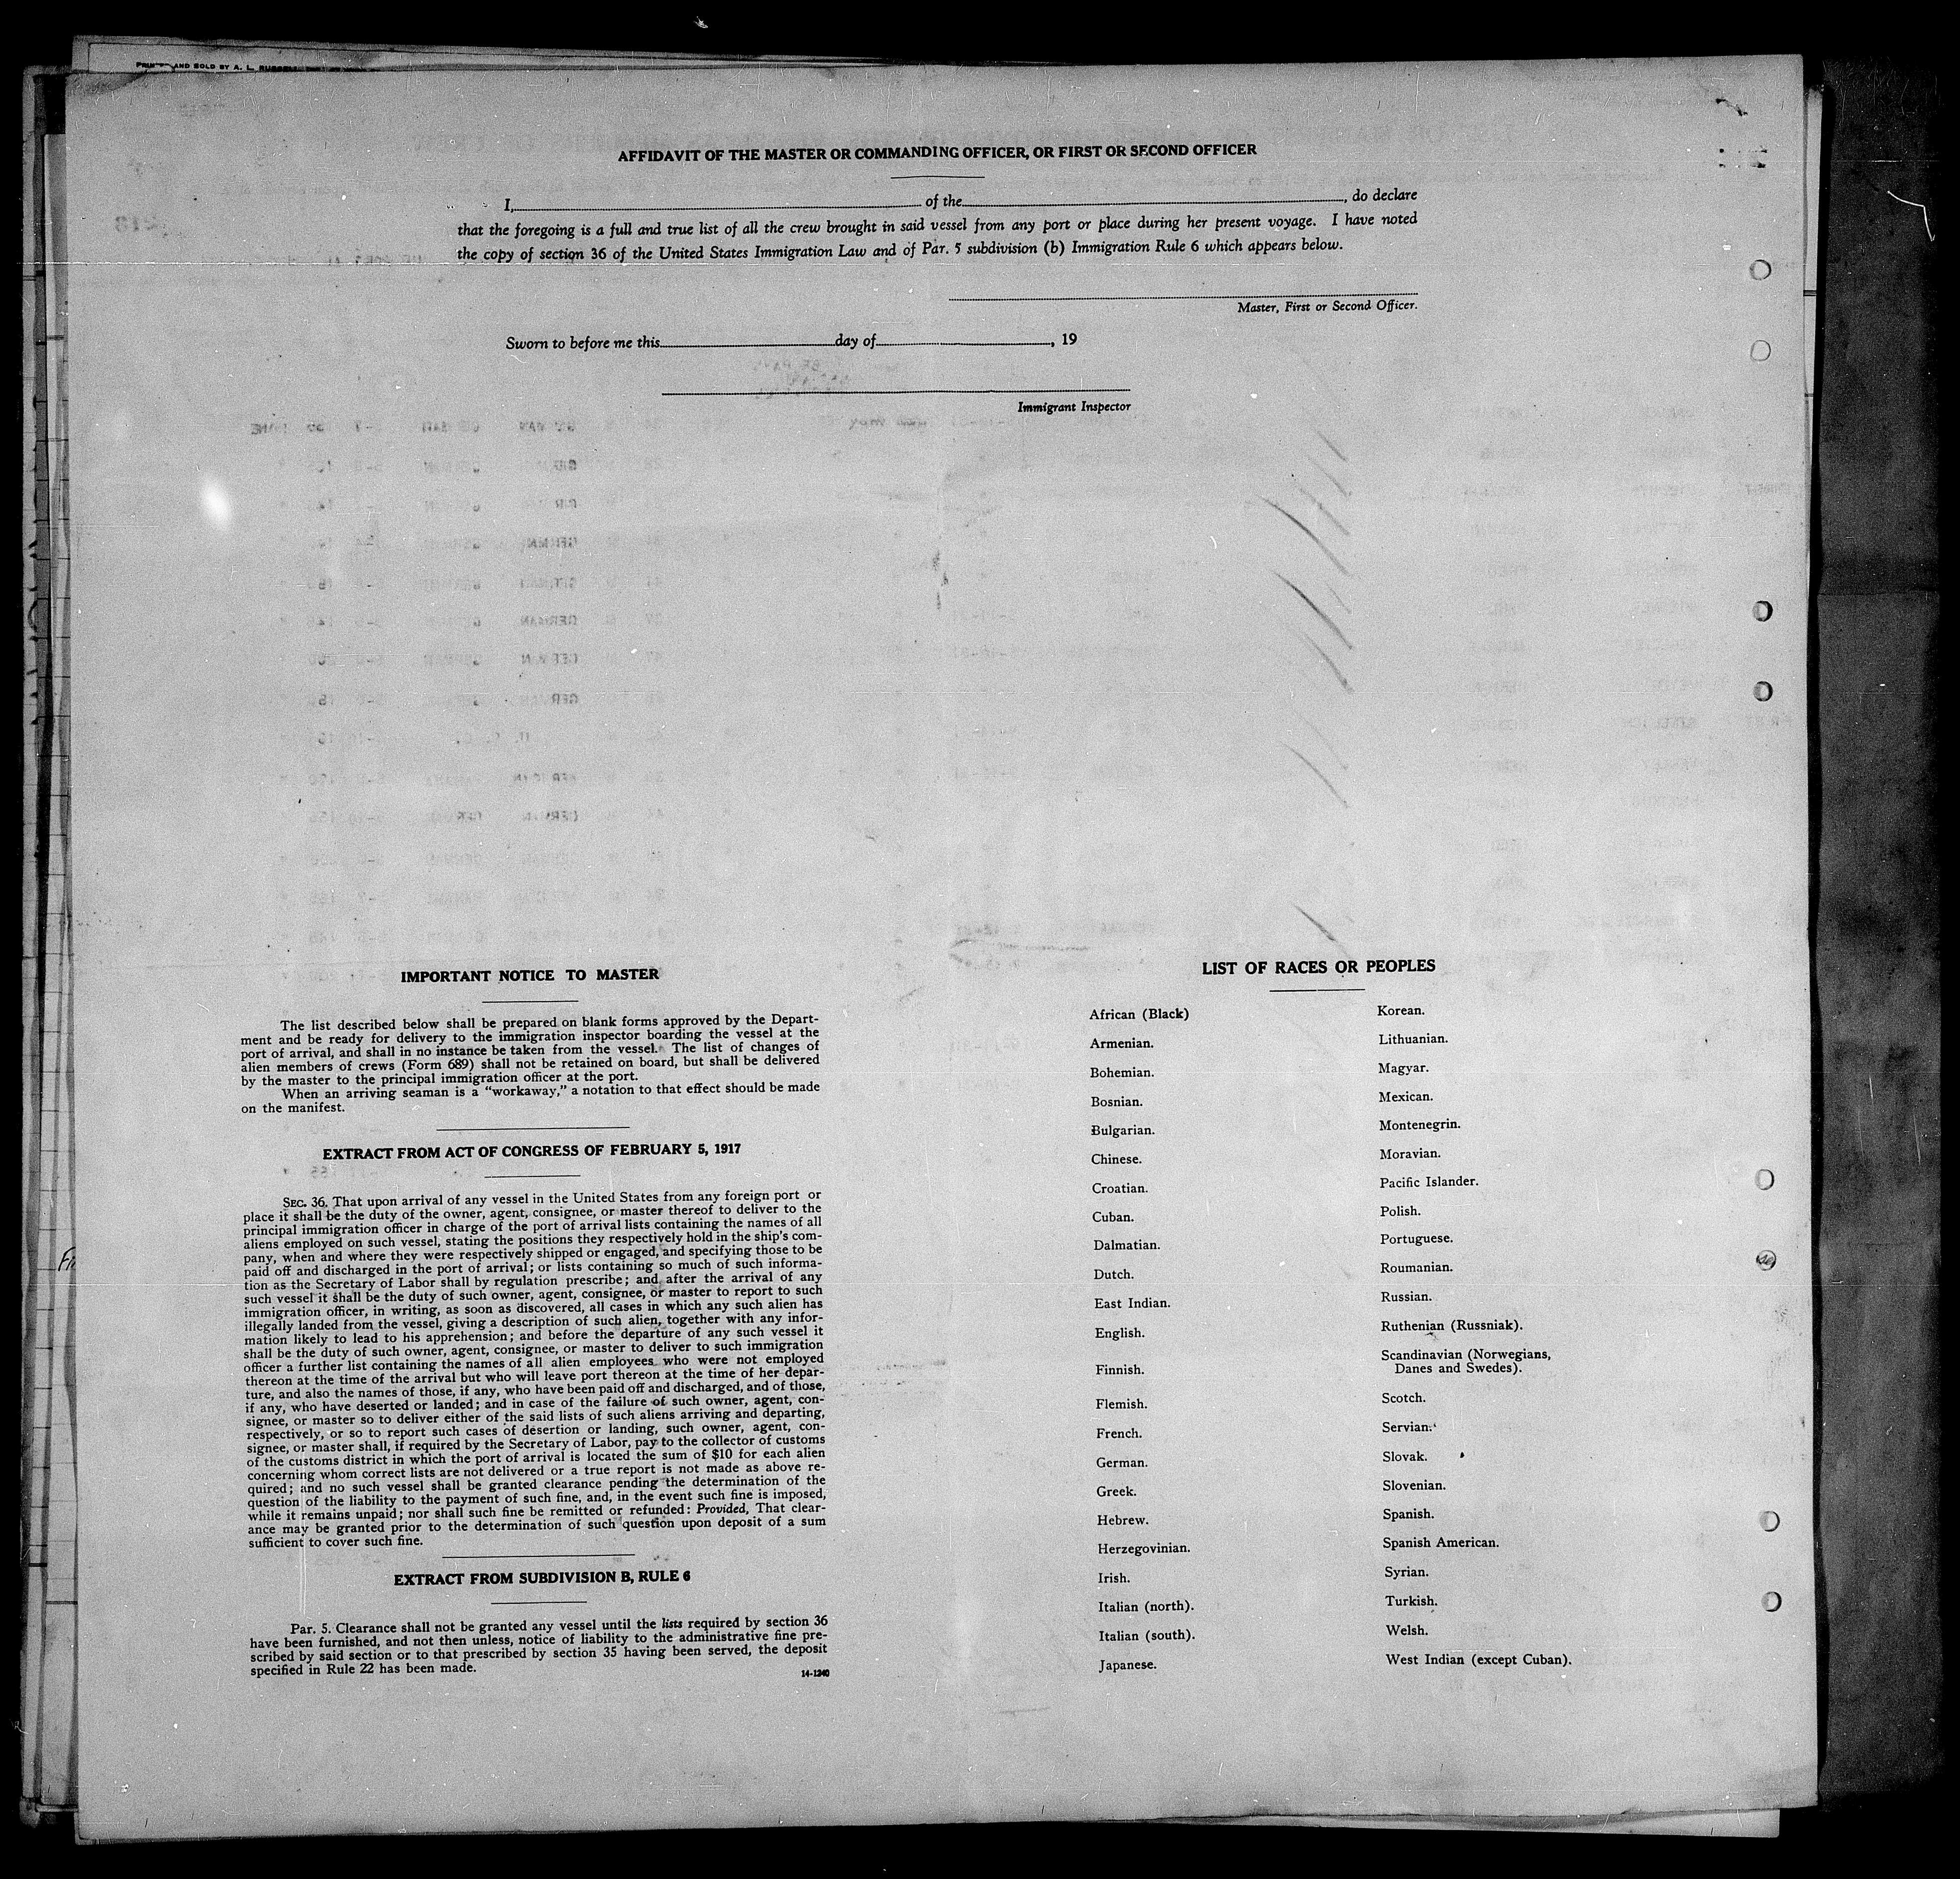 PRINTED AND SOLD BY A. L.
AFFIDAVIT OF THE MASTER OR COMMANDING OFFICER, OR FIRST OR SECOND OFFICER
I, of the , do declare
that the foregoing is a full and true list of all the crew brought in said vessel from any port or place during her present voyage. I have noted
the copy of section 36 of the United States Immigration Law and of Par. 5 subdivision (b) Immigration Rule 6 which appears below.
Master, First or Second Officer.
Sworn to before me this day of , 19
Immigrant Inspector
IMPORTANT NOTICE TO MASTER
The list described below shall be prepared on blank forms approved by the Depart-
ment and be ready for delivery to the immigration inspector boarding the vessel at the
port of arrival, and shall in no instance be taken from the vessel. The list of changes of
alien members of crews (Form 689) shall not be retained on board, but shall be delivered
by the master to the principal immigration officer at the port.
When an arriving seaman is a "workaway," a notation to that effect should be made
on the manifest.
EXTRACT FROM ACT OF CONGRESS OF FEBRUARY 5, 1917
SEC. 36. That upon arrival of any vessel in the United States from any foreign port or
place it shall be the duty of the owner, agent, consignee, or master thereof to deliver to the
principal immigration officer in charge of the port of arrival lists containing the names of all
aliens employed on such vessel, stating the positions they respectively hold in the ship's com-
pany, when and where they were respectively shipped or engaged, and specifying those to be
paid off and discharged in the port of arrival; or lists containing so much of such informa-
tion as the Secretary of Labor shall by regulation prescribe; and after the arrival of any
such vessel it shall be the duty of such owner, agent, consignee, or master to report to such
immigration officer, in writing, as soon as discovered, all cases in which any such alien has
illegally landed from the vessel, giving a description of such alien, together with any infor-
mation likely to lead to his apprehension; and before the departure of any such vessel it
shall be the duty of such owner, agent, consignee, or master to deliver to such immigration
officer a further list containing the names of all alien employees who were not employed
thereon at the time of the arrival but who will leave port thereon at the time of her depar-
ture, and also the names of those, if any, who have been paid off and discharged, and of those,
if any, who have deserted or landed; and in case of the failure of such owner, agent, con-
signee, or master so to deliver either of the said lists of such aliens arriving and departing,
respectively, or so to report such cases of desertion or landing, such owner, agent, con-
signee, or master shall, if required by the Secretary of Labor, pay to the collector of customs
of the customs district in which the port of arrival is located the sum of $10 for each alien
concerning whom correct lists are not delivered or a true report is not made as above re-
quired; and no such vessel shall be granted clearance pending the determination of the
question of the liability to the payment of such fine, and, in the event such fine is imposed,
while it remains unpaid; nor shall such fine be remitted or refunded: Provided, That clear-
ance may be granted prior to the determination of such question upon deposit of a sum
sufficient to cover such fine.
EXTRACT FROM SUBDIVISION B, RULE 6
Par. 5. Clearance shall not be granted any vessel until the lists required by section 36
have been furnished, and not then unless, notice of liability to the administrative fine pre-
scribed by said section or to that prescribed by section 35 having been served, the deposit
specified in Rule 22 has been made.
14-1240
LIST OF RACES OR PEOPLES
African (Black)
Armenian.
Bohemian.
Bosnian.
Bulgarian.
Chinese.
Croatian.
Cuban.
Dalmatian.
Dutch.
East Indian.
English.
Finnish.
Flemish.
French.
German.
Greek.
Hebrew.
Herzegovinian.
Irish.
Italian (north).
Italian (south).
Japanese.
Korean.
Lithuanian.
Magyar.
Mexican.
Montenegrin.
Moravian.
Pacific Islander.
Polish.
Portuguese.
Roumanian.
Russian.
Ruthenian (Russniak).
Scandinavian (Norwegians,
Danes and Swedes).
Scotch.
Servian.
Slovak.
Slovenian.
Spanish.
Spanish American.
Syrian.
Turkish.
Welsh.
West Indian (except Cuban).